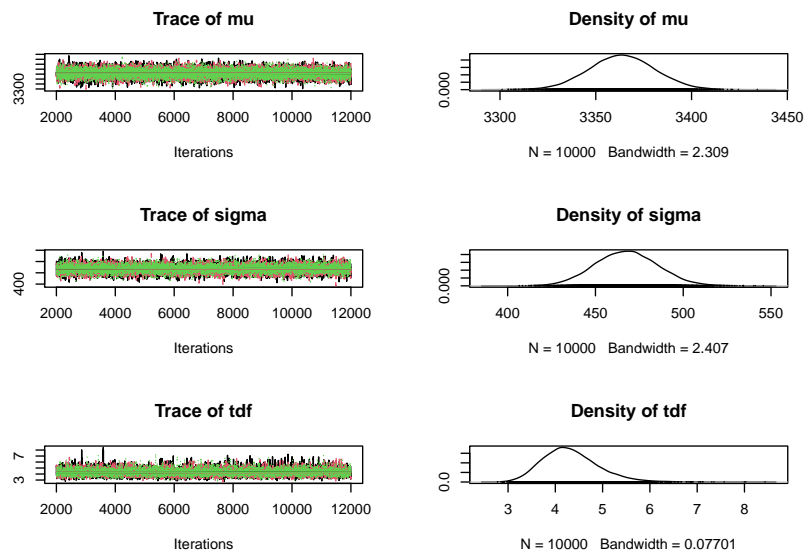 Trace of mu
3300
2000 4000 6000 8000 10000 12000
Iterations
Density of mu
0.000
3300 3350 3400 3450
N = 10000 Bandwidth = 2.309
Trace of sigma
400
2000 4000 6000 8000 10000 12000
Iterations
Density of sigma
0.000
400 450 500 550
N = 10000 Bandwidth = 2.407
Trace of tdf
7
3
2000 4000 6000 8000 10000 12000
Iterations
Density of tdf
0.0
3 4 5 6 7 8
N = 10000 Bandwidth = 0.07701